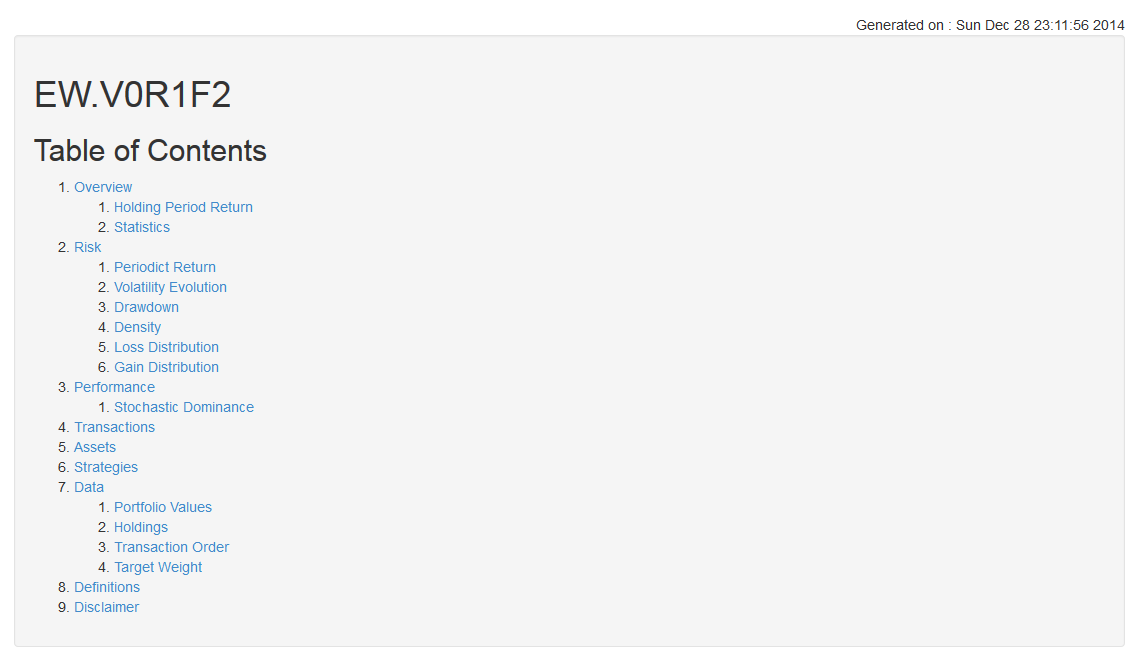 Generated on : Sun Dec 28 23:11:56 2014
EW.V0R1F2
Table of Contents
1. Overview
1. Holding Period Return
2. Statistics
2. Risk
1. Periodict Return
2. Volatility Evolution
3. Drawdown
4. Density
5. Loss Distribution
6. Gain Distribution
3. Performance
1. Stochastic Dominance
4. Transactions
5. Assets
6. Strategies
7. Data
1. Portfolio Values
2. Holdings
3. Transaction Order
4. Target Weight
8. Definitions
9. Disclaimer